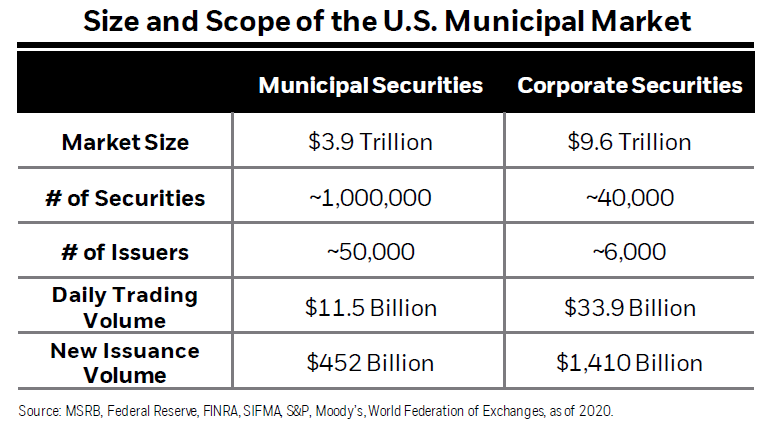 Size and Scope of the U.S. Municipal Market
Municipal Securities Corporate Securities
Market Size $3.9 Trillion $9.6 Trillion
# of Securities ~1,000,000 ~40,000
# of Issuers ~50,000 ~6,000
Daily Trading
Volume $11.5 Billion $33.9 Billion
New Issuance
Volume $452 Billion $1,410 Billion
Source: MSRB, Federal Reserve, FINRA, SIFMA, S&P, Moody's, World Federation of Exchanges, as of 2020.